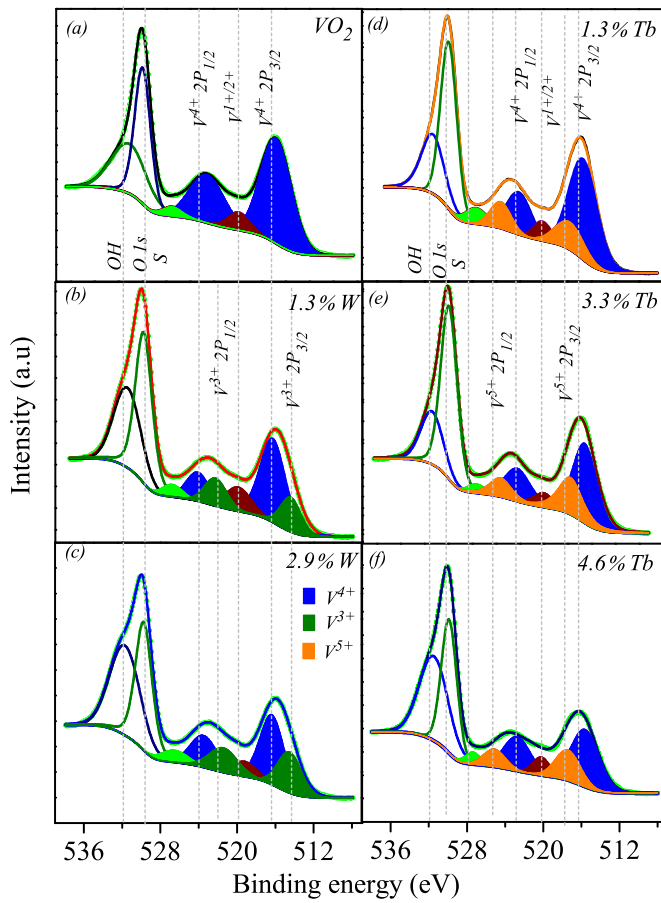 (a)
VO2
V4+ 2P1/2
V1+/2+
V4+ 2P3/2
OH
O 1s
S
(d)
1.3% Tb
V4+ 2P1/2
V1+/2+
V4+ 2P3/2
OH
O 1s
S
(b)
1.3% W
V3+ 2P1/2
V3+ 2P3/2
(e)
3.3% Tb
V5+ 2P1/2
V5+ 2P3/2
(c)
2.9% W
V4+
V3+
V5+
(f)
4.6% Tb
Intensity (a.u)
536 528 520 512
536 528 520 512
Binding energy (eV)